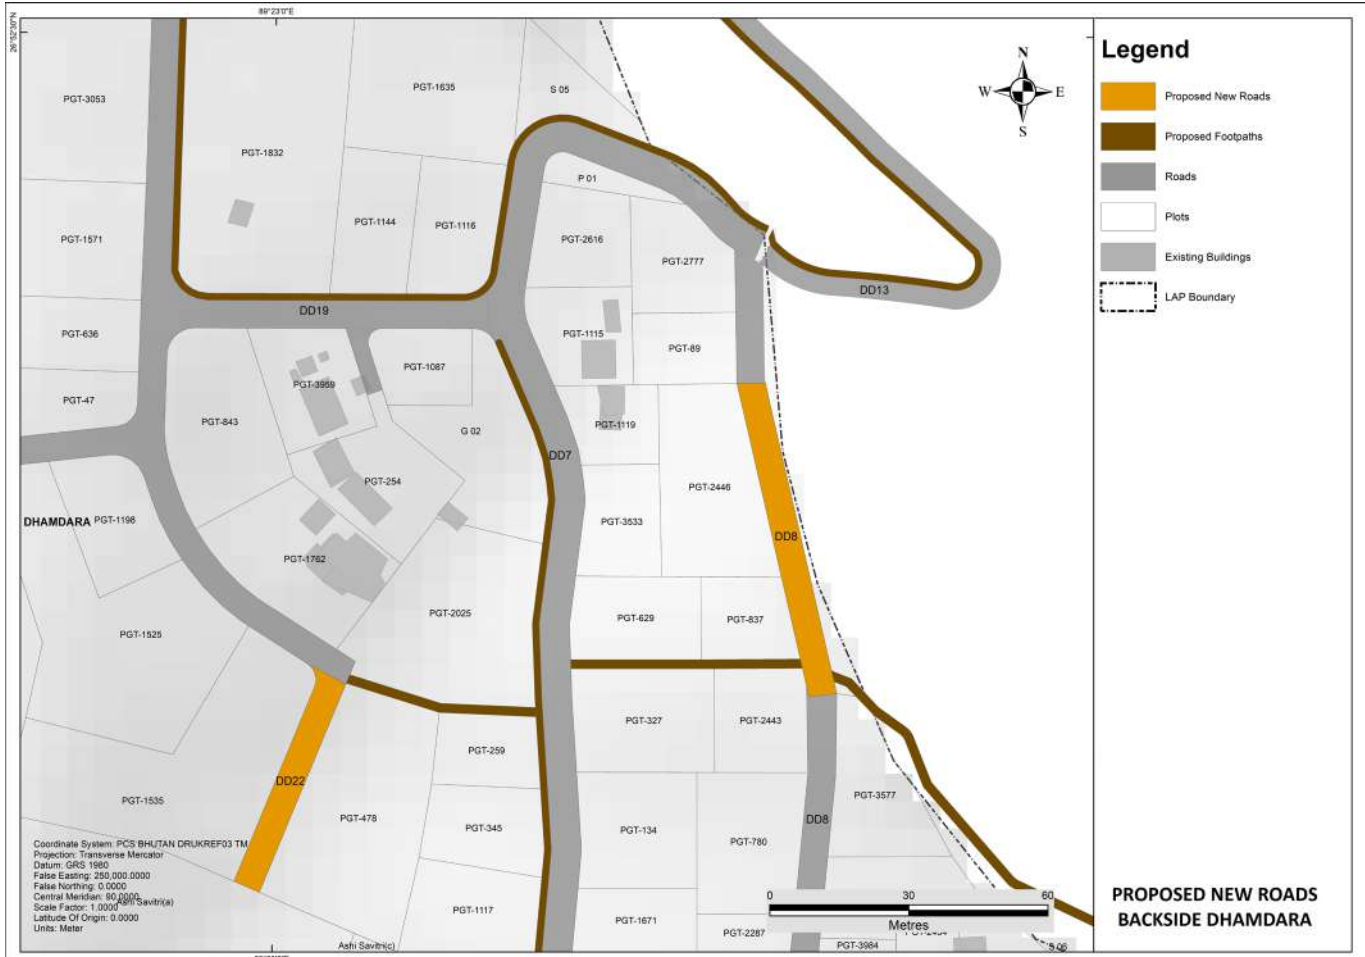 89°23'0"E
26°52'30"N
N
W E
S
Legend
Proposed New Roads
Proposed Footpaths
Roads
Plots
Existing Buildings
LAP Boundary
PGT-3053
PGT-1635
S 05
PGT-1832
P 01
PGT-1144
PGT-1116
PGT-1571
PGT-2616
PGT-2777
DD13
DD19
PGT-636
PGT-1115
PGT-89
PGT-1087
PGT-3959
PGT-47
PGT-843
G 02
PGT-1119
DD7
PGT-254
PGT-2446
DHAMDARA
PGT-1198
PGT-3533
DD8
PGT-1762
PGT-2025
PGT-629
PGT-837
PGT-1525
PGT-327
PGT-2443
PGT-259
DD22
PGT-1535
PGT-3577
PGT-478
PGT-345
PGT-134
DD8
PGT-780
Coordinate System: PCS BHUTAN DRUKREF03 TM
Projection: Transverse Mercator
Datum: GRS 1980
False Easting: 250,000.0000
False Northing: 0.0000
Central Meridian: 90.0000
Scale Factor: 1.0000
Ashi Savitri(a)
Latitude Of Origin: 0.0000
Units: Meter
0 30 60
Metres
PGT-1117
PGT-1671
PGT-2287
Ashi Savitri(c)
PGT-3984
S 06
PROPOSED NEW ROADS
BACKSIDE DHAMDARA